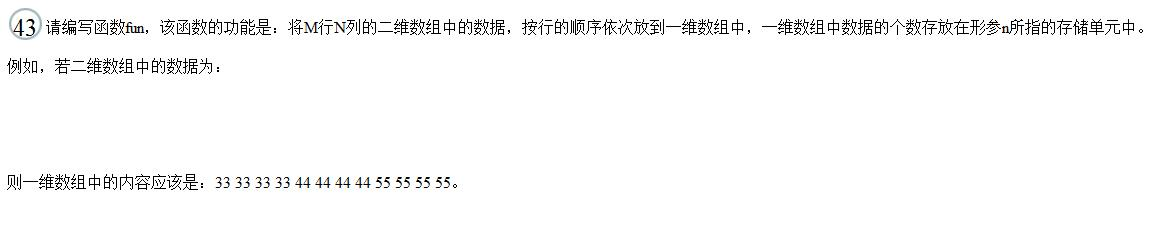 43 请编写函数fun，该函数的功能是：将M行N列的二维数组中的数据，按行的顺序依次放到一维数组中，一维数组中数据的个数存放在形参n所指的存储单元中。
例如，若二维数组中的数据为：
则一维数组中的内容应该是：33 33 33 33 44 44 44 44 55 55 55 55。